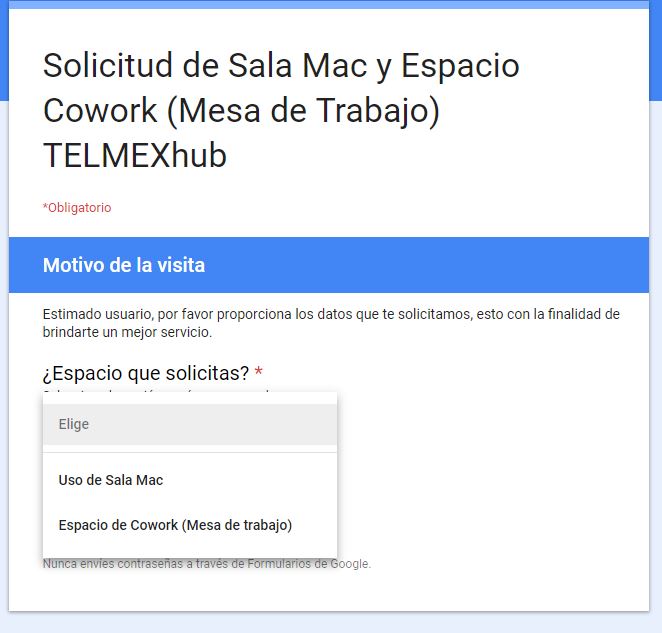 Solicitud de Sala Mac y Espacio
Cowork (Mesa de Trabajo)
TELMEXhub
*Obligatorio
Motivo de la visita
Estimado usuario, por favor proporciona los datos que te solicitamos, esto con la finalidad de
brindarte un mejor servicio.
¿Espacio que solicitas? *
Elige
Uso de Sala Mac
Espacio de Cowork (Mesa de trabajo)
Nunca envíes contraseñas a través de Formularios de Google.